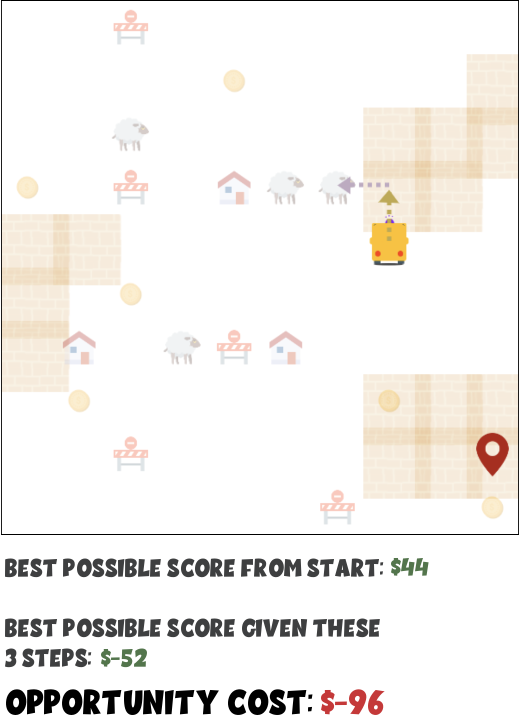 BEST POSSIBLE SCORE FROM START: $44
BEST POSSIBLE SCORE GIVEN THESE
3 STEPS: $-52
OPPORTUNITY COST: $-96